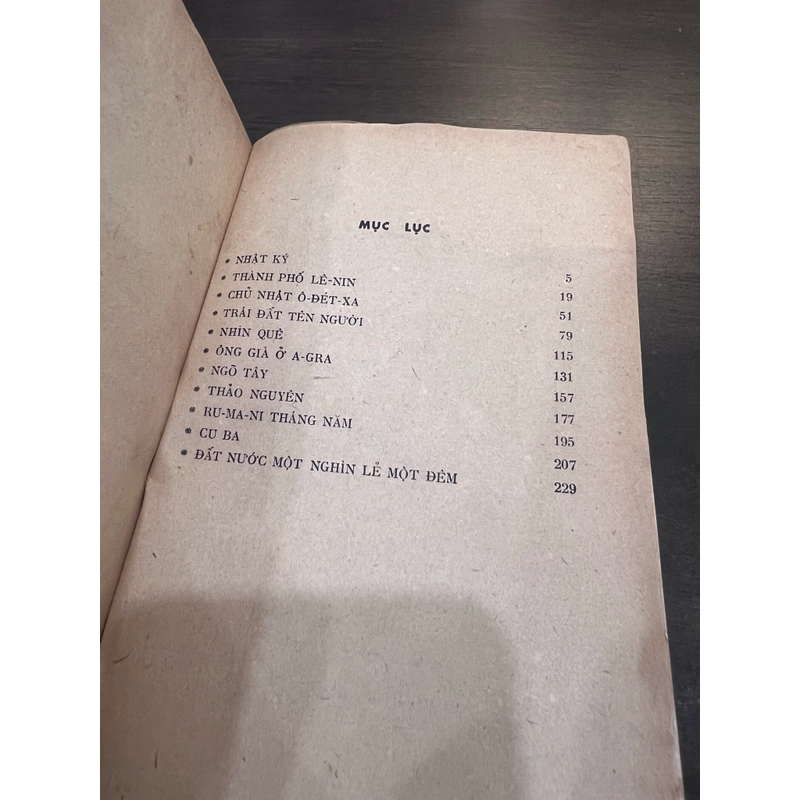 MỤC LỤC
* NHẬT KÝ 5
* THÀNH PHỐ LÊ-NIN 19
* CHỦ NHẬT Ô-ĐÉT-XA 51
* TRÁI ĐẤT TÊN NGƯỜI 79
* NHÌN QUÊ 115
* ÔNG GIÀ Ở A-GRA 131
* NGÕ TÂY 157
* THẢO NGUYÊN 177
* RU-MA-NI THÁNG NĂM 195
* CU BA 207
* ĐẤT NƯỚC MỘT NGHÌN LẺ MỘT ĐÊM 229